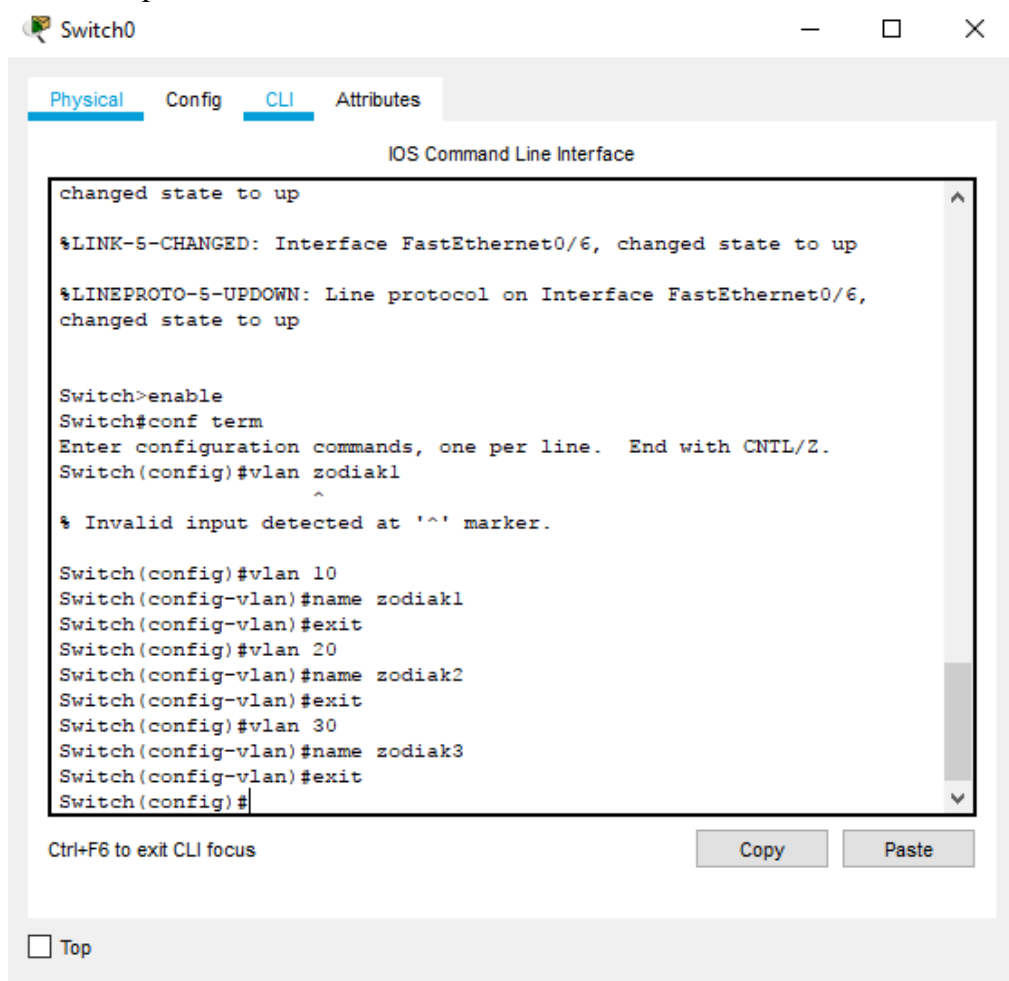 Switch0
Physical Config CLI Attributes
IOS Command Line Interface
changed state to up
%LINK-5-CHANGED: Interface FastEthernet0/6, changed state to up
%LINEPROTO-5-UPDOWN: Line protocol on Interface FastEthernet0/6,
changed state to up
Switch>enable
Switch#conf term
Enter configuration commands, one per line.  End with CNTL/Z.
Switch(config)#vlan zodiak1
^
% Invalid input detected at '^' marker.
Switch(config)#vlan 10
Switch(config-vlan)#name zodiak1
Switch(config-vlan)#exit
Switch(config)#vlan 20
Switch(config-vlan)#name zodiak2
Switch(config-vlan)#exit
Switch(config)#vlan 30
Switch(config-vlan)#name zodiak3
Switch(config-vlan)#exit
Switch(config)#
Ctrl+F6 to exit CLI focus
Copy Paste
Top